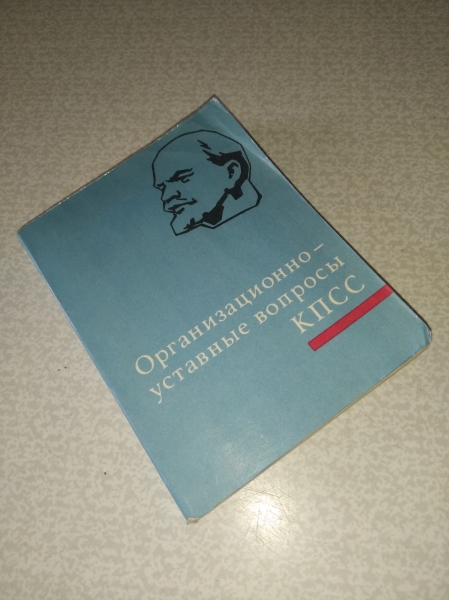 Организационно-
уставные вопросы
КПСС